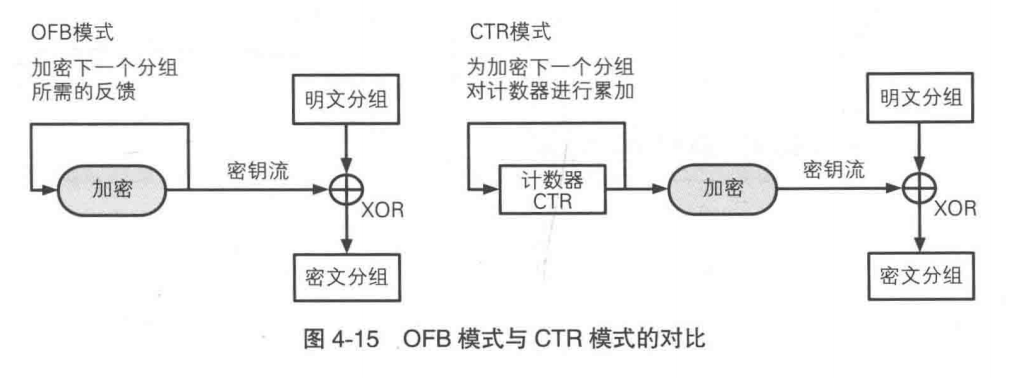 OFB模式
加密下一个分组
所需的反馈
明文分组
加密
密钥流
XOR
密文分组
CTR模式
为加密下一个分组
对计数器进行累加
明文分组
计数器
CTR
加密
密钥流
XOR
密文分组
图 4-15 OFB 模式与 CTR 模式的对比